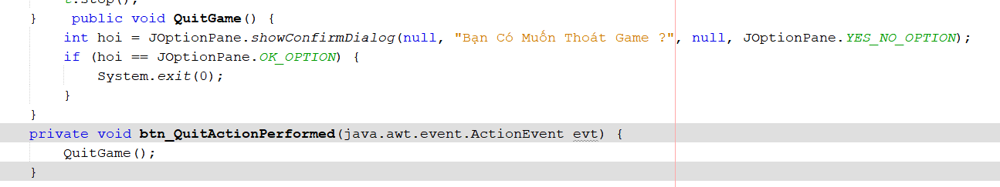 t.stop();
}    public void QuitGame() {
int hoi = JOptionPane.showConfirmDialog(null, "Bạn Có Muốn Thoát Game ?", null, JOptionPane.YES_NO_OPTION);
if (hoi == JOptionPane.OK_OPTION) {
System.exit(0);
}
}
private void btn_QuitActionPerformed(java.awt.event.ActionEvent evt) {
QuitGame();
}